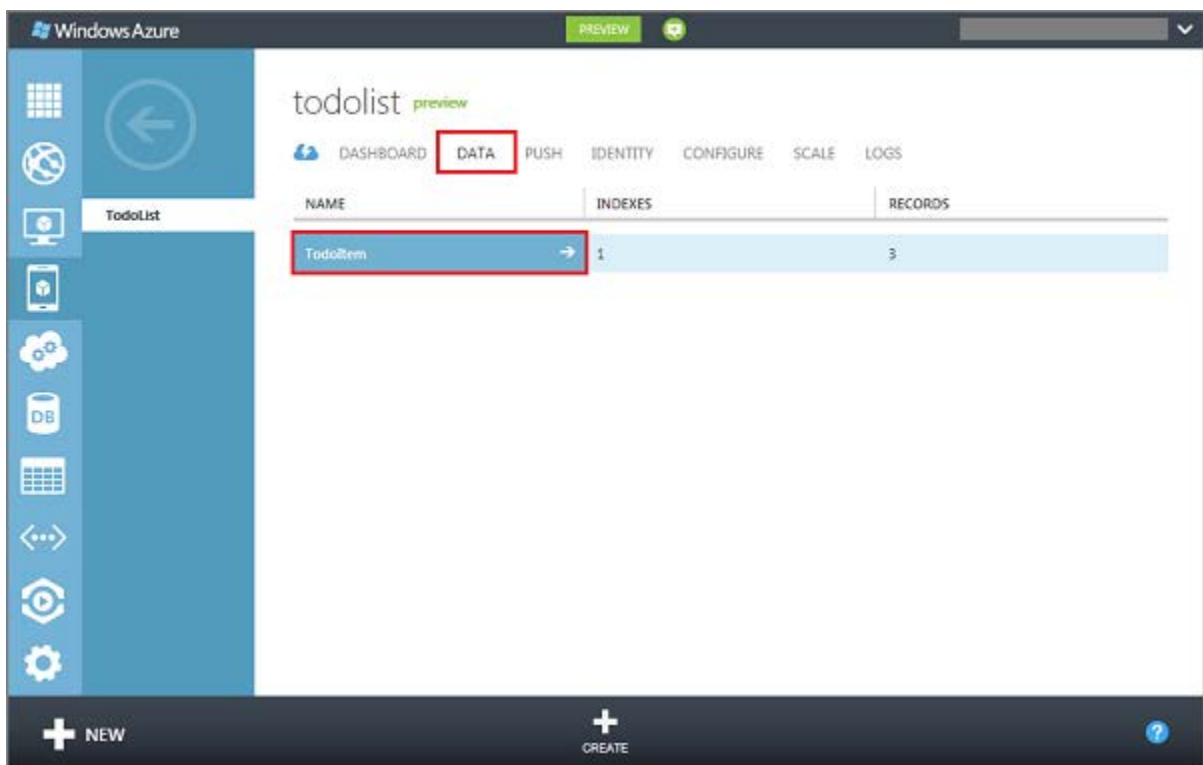 Windows Azure
PREVIEW
todolist preview
DASHBOARD DATA PUSH IDENTITY CONFIGURE SCALE LOGS
TodoList
NAME INDEXES RECORDS
TodoItem 1 3
DB
NEW
CREATE
?